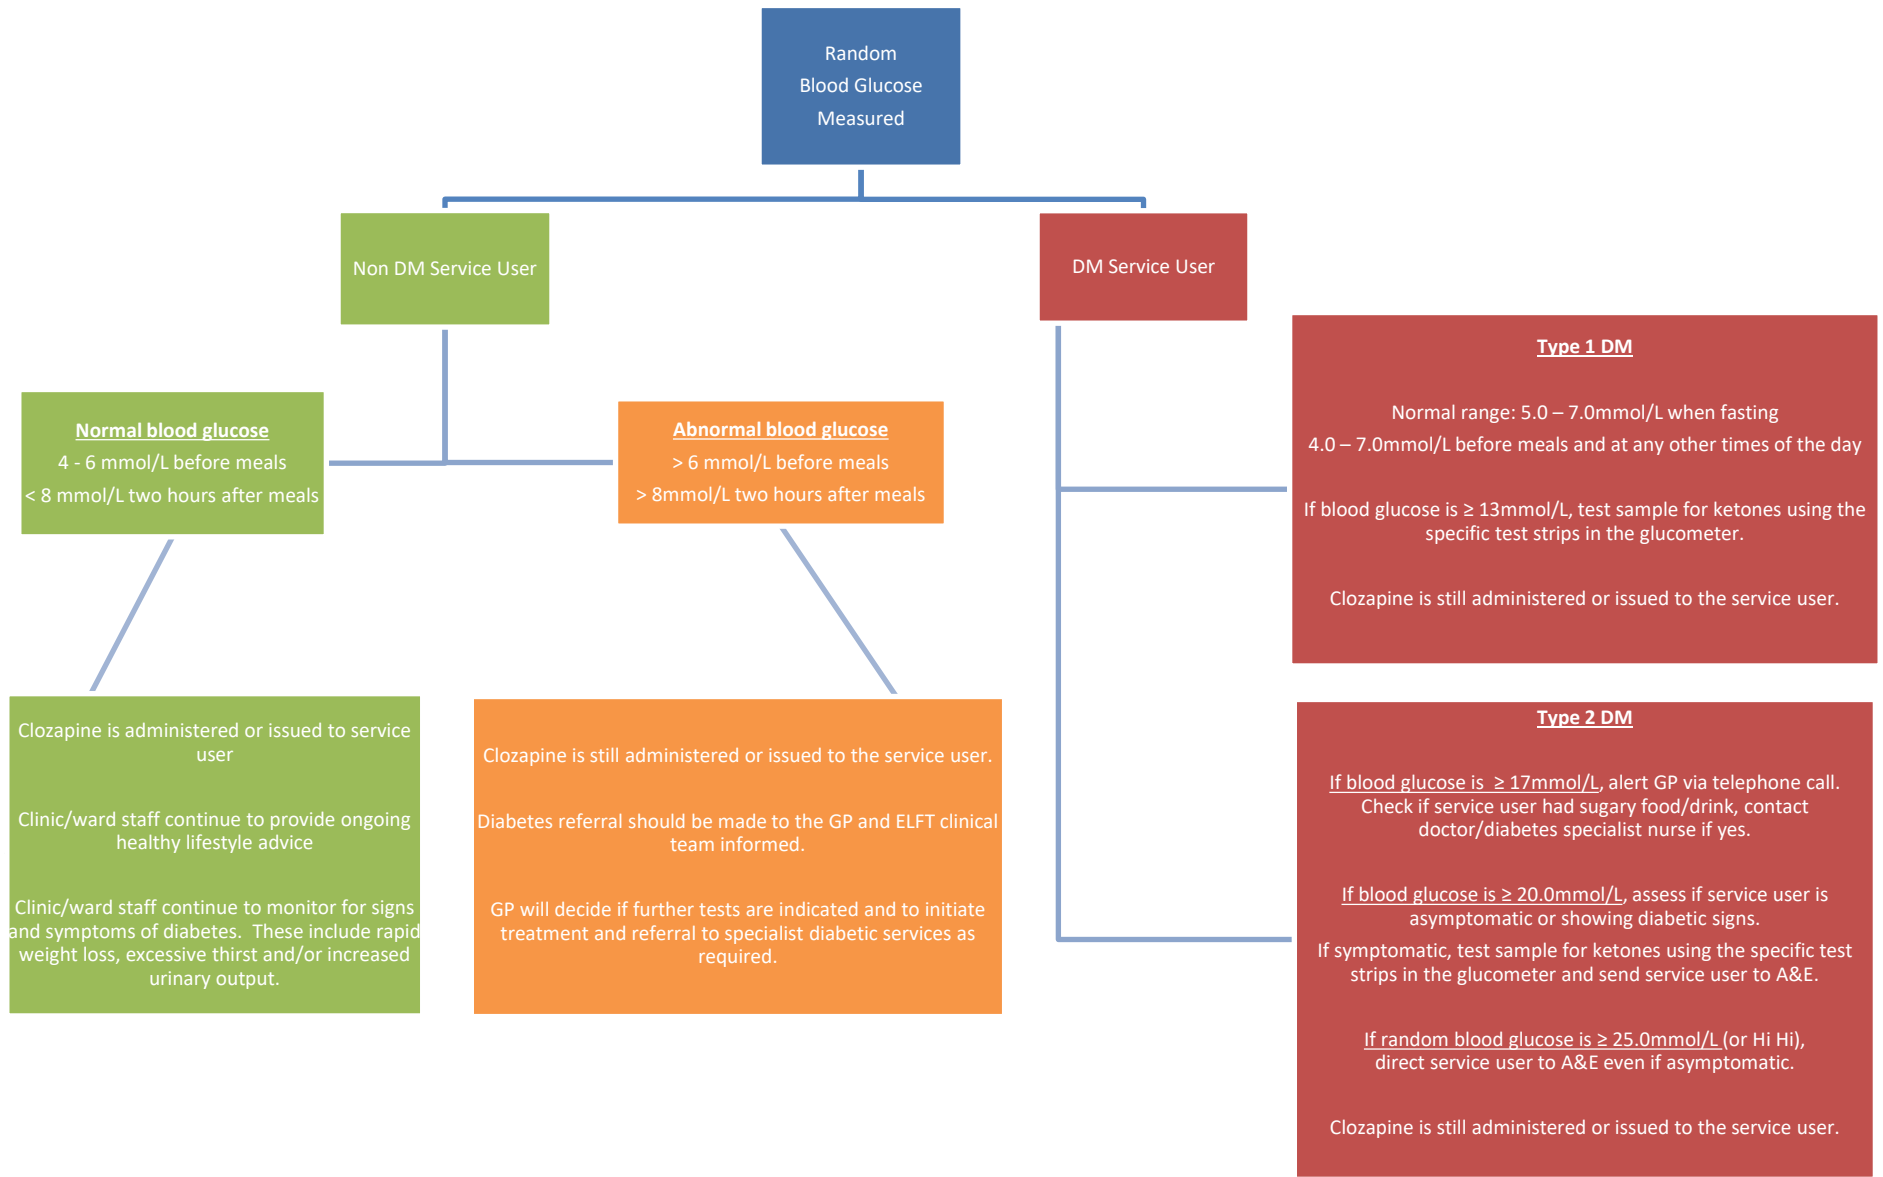 Random
Blood Glucose
Measured
Non DM Service User
DM Service User
Normal blood glucose
4 - 6 mmol/L before meals
< 8 mmol/L two hours after meals
Abnormal blood glucose
> 6 mmol/L before meals
> 8mmol/L two hours after meals
Type 1 DM
Normal range: 5.0 – 7.0mmol/L when fasting
4.0 – 7.0mmol/L before meals and at any other times of the day
If blood glucose is ≥ 13mmol/L, test sample for ketones using the
specific test strips in the glucometer.
Clozapine is still administered or issued to the service user.
Clozapine is administered or issued to service
user
Clinic/ward staff continue to provide ongoing
healthy lifestyle advice
Clinic/ward staff continue to monitor for signs
and symptoms of diabetes.  These include rapid
weight loss, excessive thirst and/or increased
urinary output.
Clozapine is still administered or issued to the service user.
Diabetes referral should be made to the GP and ELFT clinical
team informed.
GP will decide if further tests are indicated and to initiate
treatment and referral to specialist diabetic services as
required.
Type 2 DM
If blood glucose is  ≥ 17mmol/L, alert GP via telephone call.
Check if service user had sugary food/drink, contact
doctor/diabetes specialist nurse if yes.
If blood glucose is ≥ 20.0mmol/L, assess if service user is
asymptomatic or showing diabetic signs.
If symptomatic, test sample for ketones using the specific test
strips in the glucometer and send service user to A&E.
If random blood glucose is ≥ 25.0mmol/L (or Hi Hi),
direct service user to A&E even if asymptomatic.
Clozapine is still administered or issued to the service user.